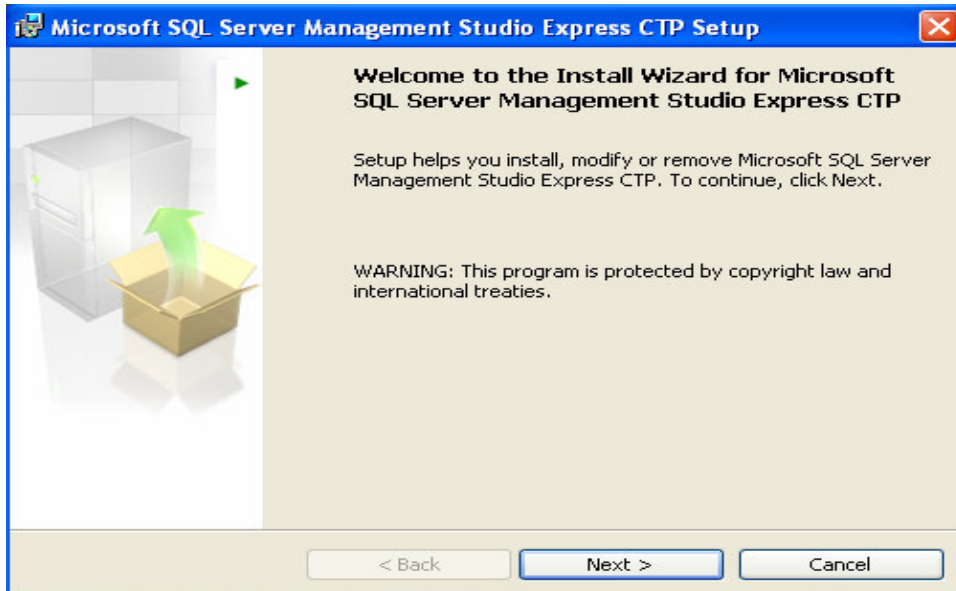 Microsoft SQL Server Management Studio Express CTP Setup
Welcome to the Install Wizard for Microsoft
SQL Server Management Studio Express CTP
Setup helps you install, modify or remove Microsoft SQL Server
Management Studio Express CTP. To continue, click Next.
WARNING: This program is protected by copyright law and
international treaties.
< Back
Next >
Cancel